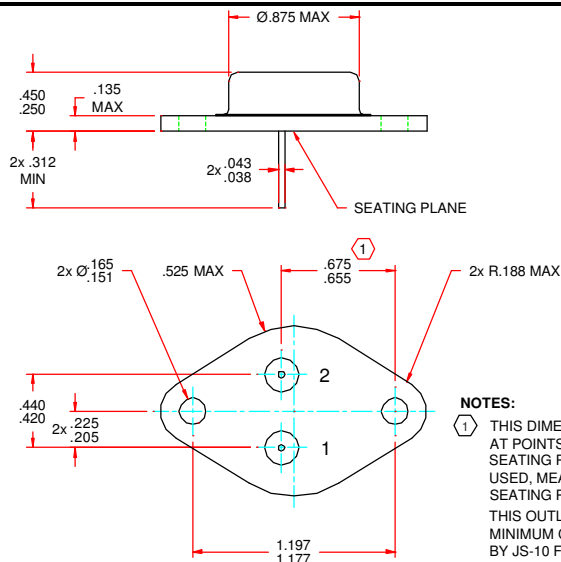 Ø.875 MAX
.450
.250
.135
MAX
2x .312
MIN
2x .043
.038
SEATING PLANE
1
2x Ø .165
.151
.525 MAX
.675
.655
2x R.188 MAX
2
.440
.420
2x .225
.205
1
1.197
1.177
NOTES:
1 THIS DIME
AT POINTS
SEATING
USED, MEA
SEATING
THIS OUTL
MINIMUM
BY JS-10